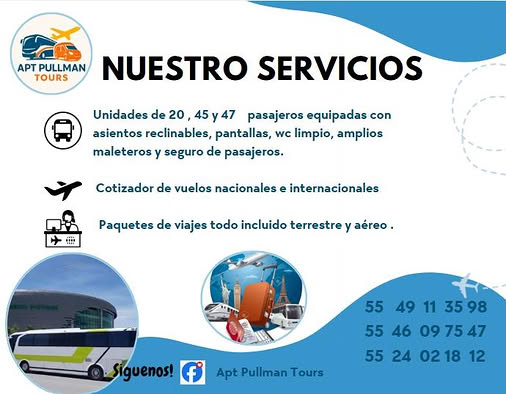 APT PULLMAN
TOURS
NUESTRO SERVICIOS
Unidades de 20 , 45 y 47 pasajeros equipadas con
asientos reclinables, pantallas, wc limpio, amplios
maleteros y seguro de pasajeros.
Cotizador de vuelos nacionales e internacionales
Paquetes de viajes todo incluido terrestre y aéreo .
55 49 11 35 98
55 46 09 75 47
55 24 02 18 12
Síguenos! Apt Pullman Tours